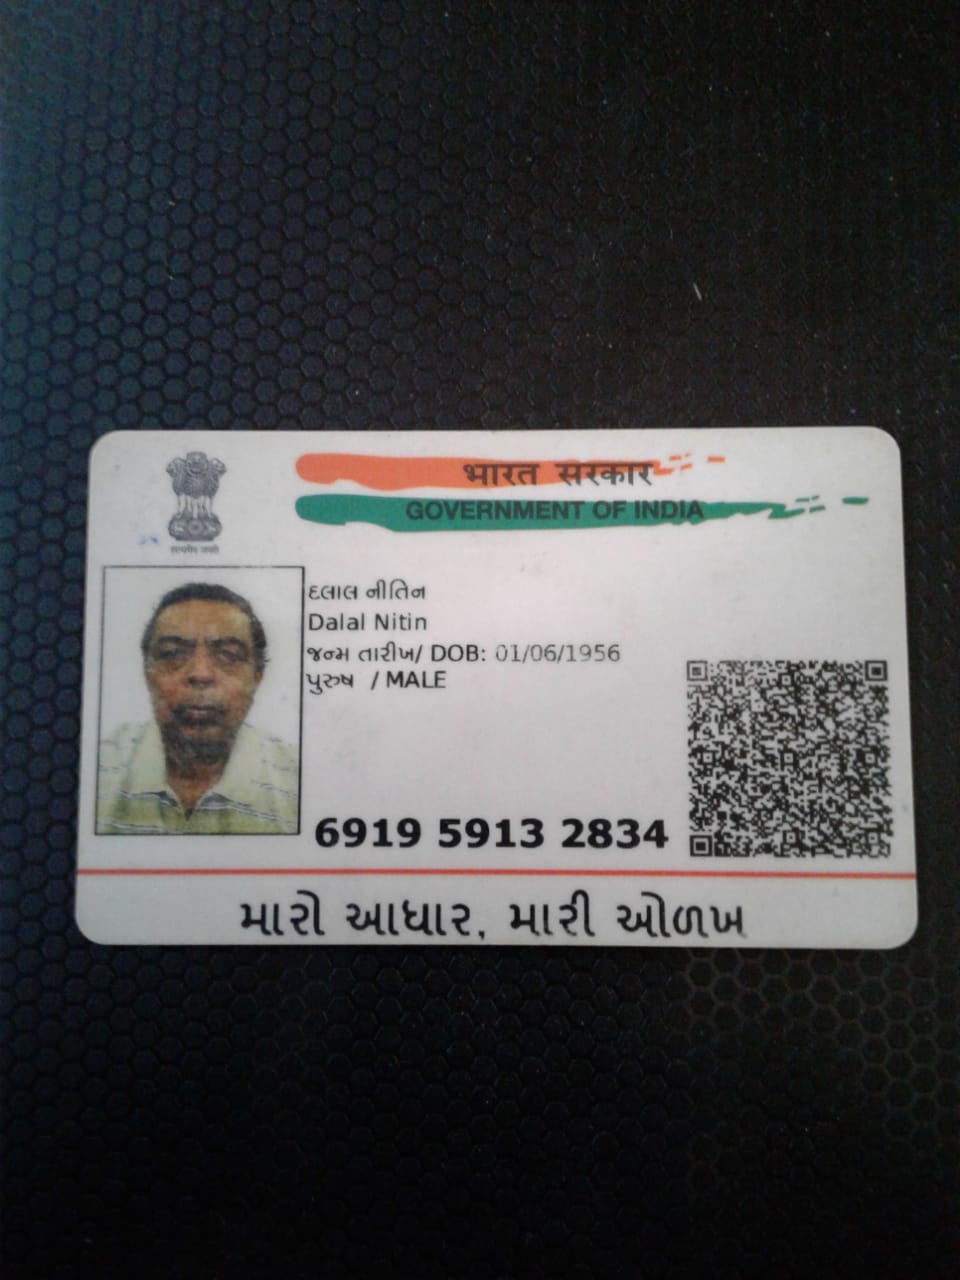 भारत सरकार
GOVERNMENT OF INDIA
सत्यमेव जयते
દલાલ નીતિન
Dalal Nitin
જન્મ તારીખ/ DOB: 01/06/1956
પુરુષ / MALE
6919 5913 2834
મારો આધાર, મારી ઓળખ